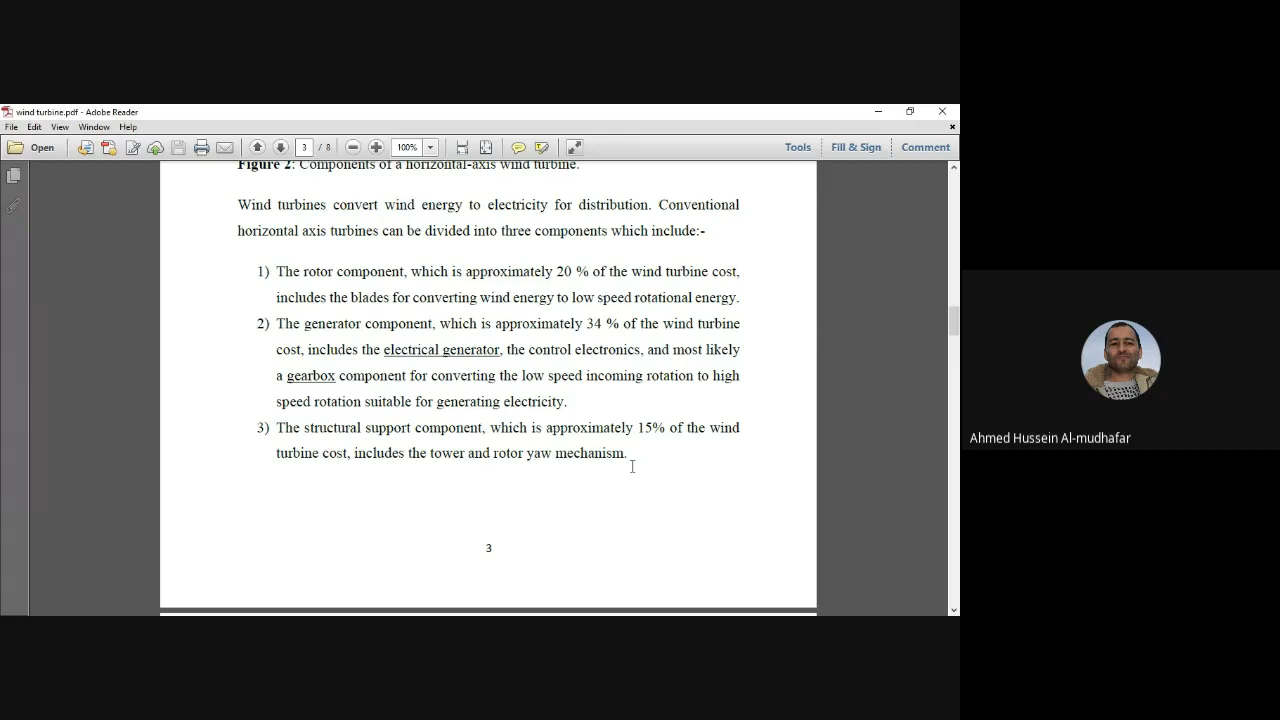 wind turbine.pdf - Adobe Reader
File Edit View Window Help
Open 3 / 8 100% Tools Fill & Sign Comment
Figure 2: Components of a horizontal-axis wind turbine.
Wind turbines convert wind energy to electricity for distribution. Conventional
horizontal axis turbines can be divided into three components which include:-
1) The rotor component, which is approximately 20 % of the wind turbine cost,
includes the blades for converting wind energy to low speed rotational energy.
2) The generator component, which is approximately 34 % of the wind turbine
cost, includes the electrical generator, the control electronics, and most likely
a gearbox component for converting the low speed incoming rotation to high
speed rotation suitable for generating electricity.
3) The structural support component, which is approximately 15% of the wind
turbine cost, includes the tower and rotor yaw mechanism.
3
Ahmed Hussein Al-mudhafar